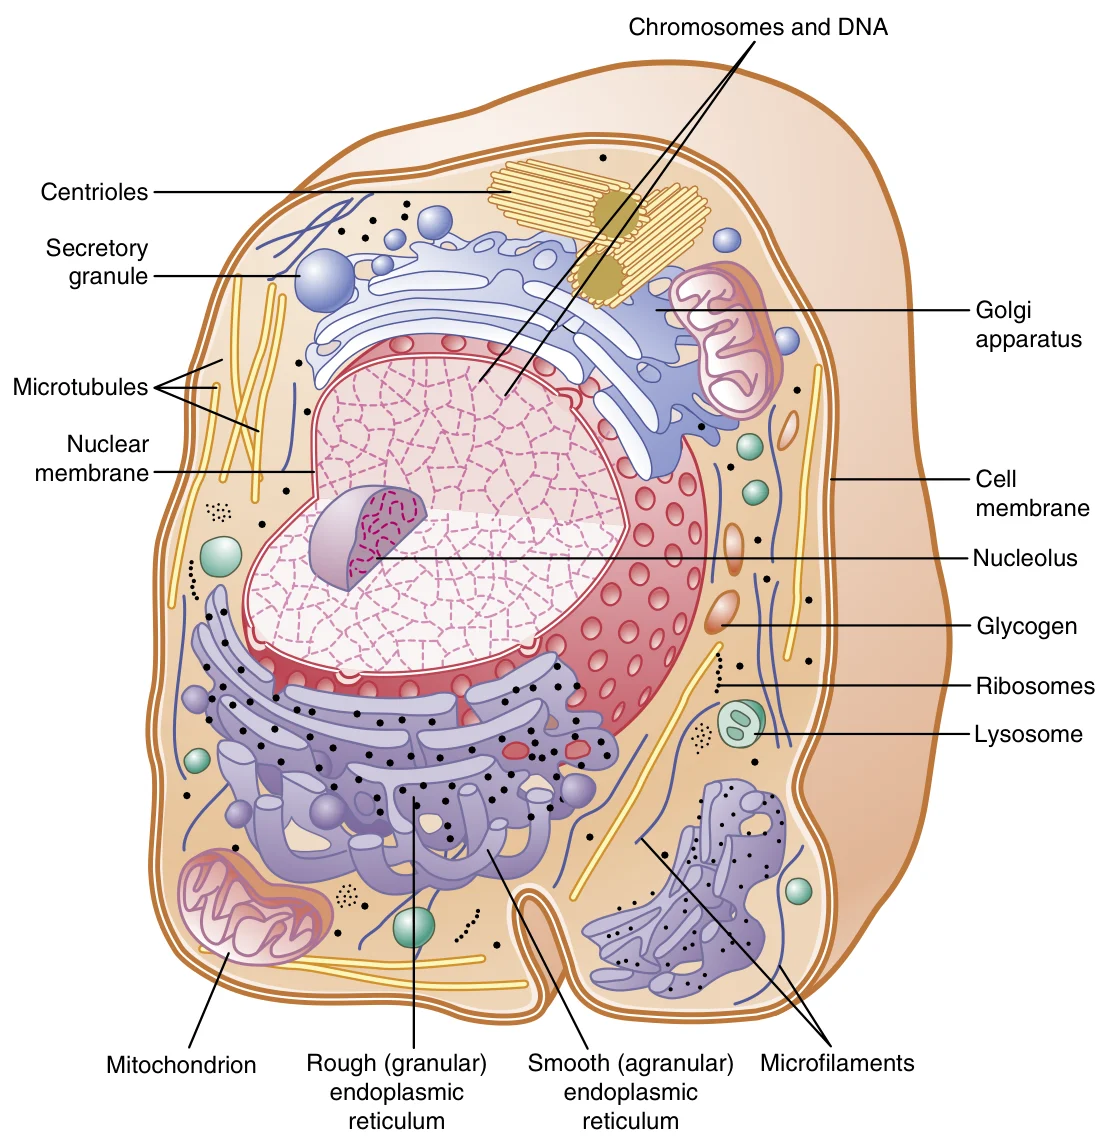 Chromosomes and DNA
Centrioles
Secretory
granule
Microtubules
Nuclear
membrane
Golgi
apparatus
Cell
membrane
Nucleolus
Glycogen
Ribosomes
Lysosome
Mitochondrion
Rough (granular)
endoplasmic
reticulum
Smooth (agranular)
endoplasmic
reticulum
Microfilaments